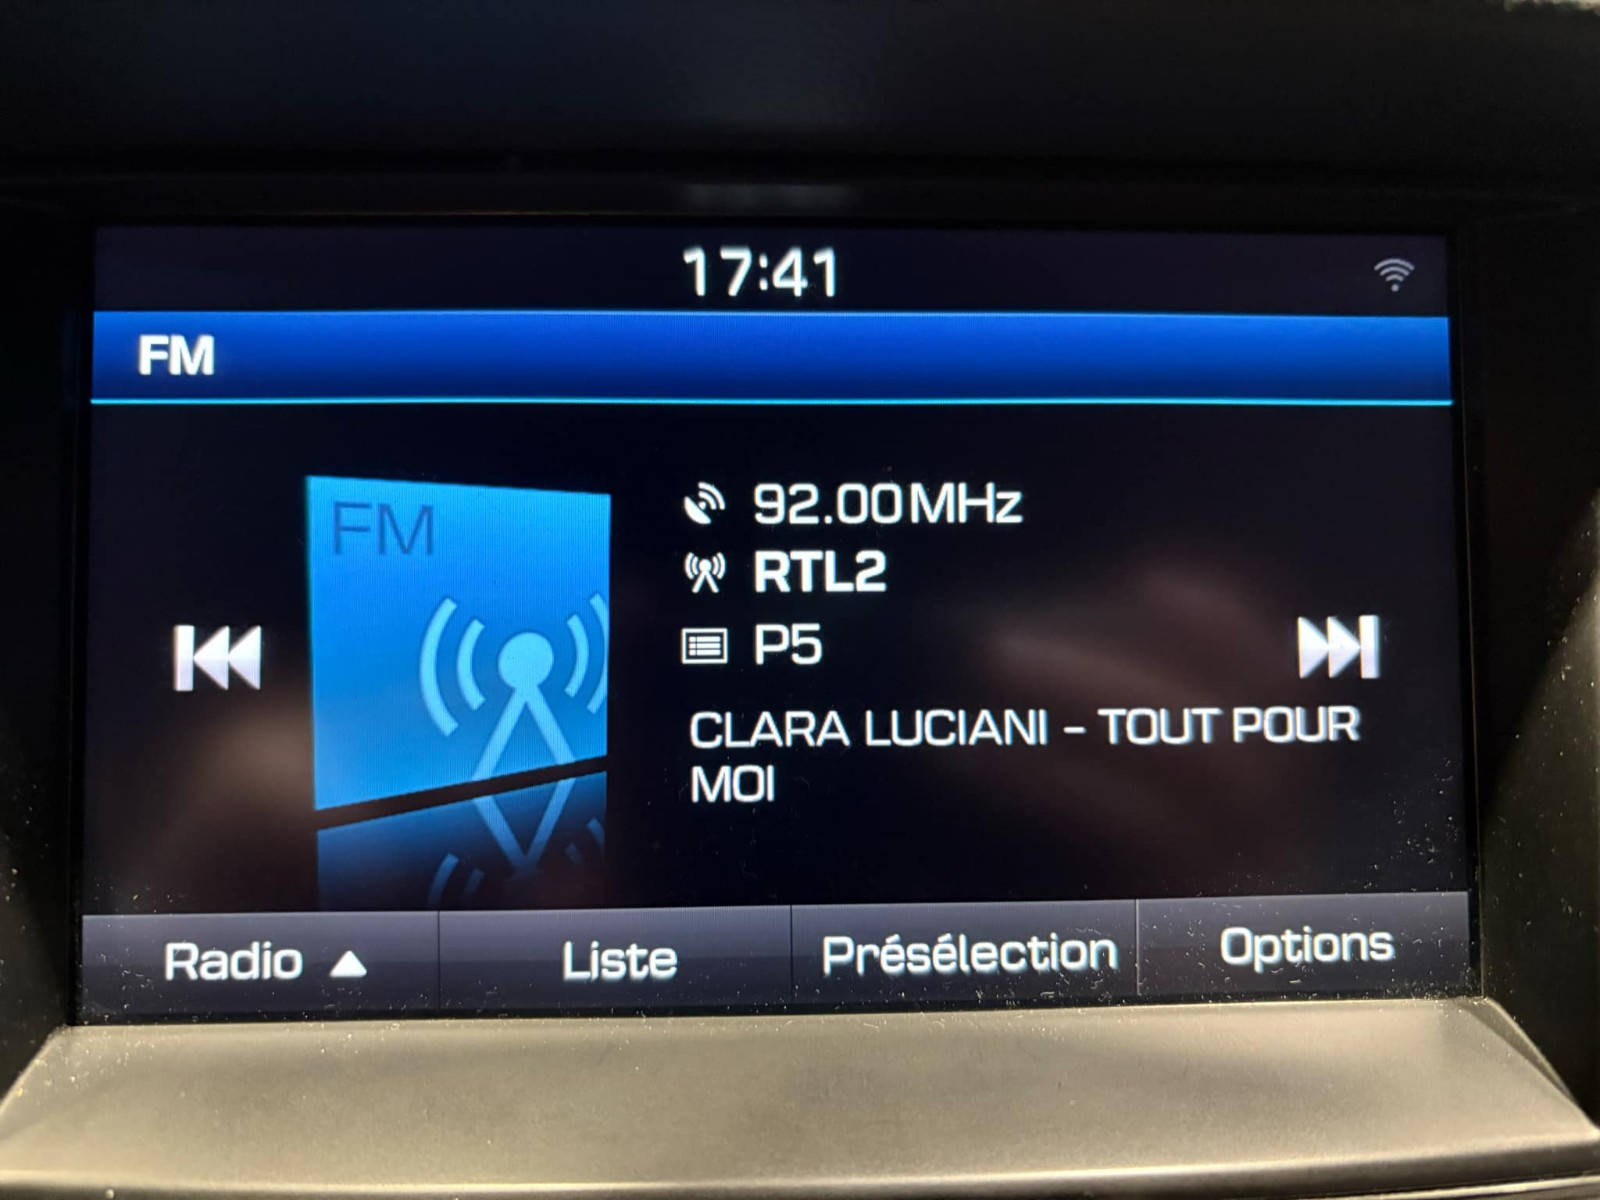 17:41
FM
FM
92.00MHz
RTL2
P5
CLARA LUCIANI - TOUT POUR
MOI
Radio
Liste
Présélection
Options